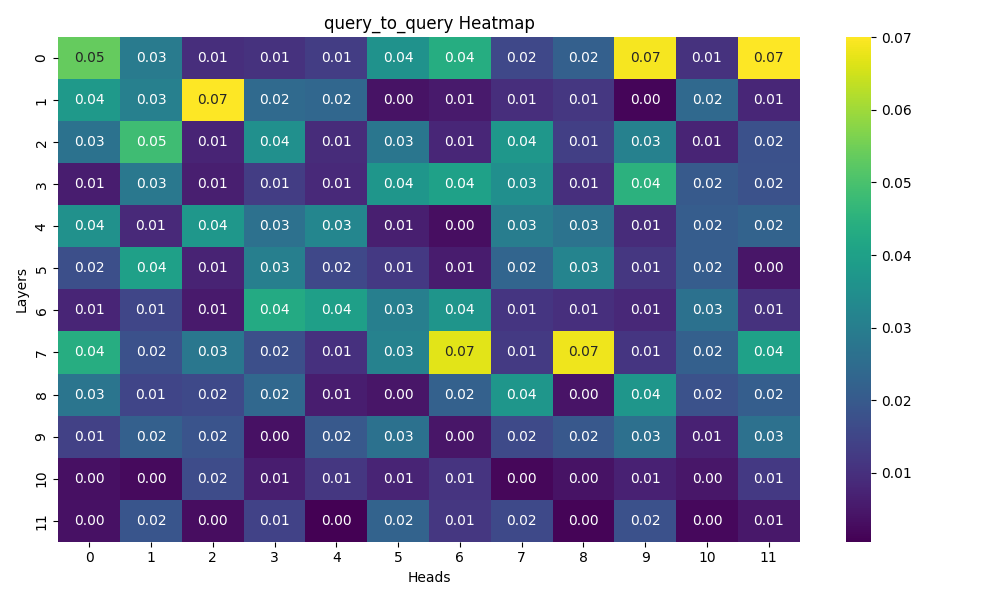 query_to_query Heatmap
0 0.05 0.03 0.01 0.01 0.01 0.04 0.04 0.02 0.02 0.07 0.01 0.07
1 0.04 0.03 0.07 0.02 0.02 0.00 0.01 0.01 0.01 0.00 0.02 0.01
2 0.03 0.05 0.01 0.04 0.01 0.03 0.01 0.04 0.01 0.03 0.01 0.02
3 0.01 0.03 0.01 0.01 0.01 0.04 0.04 0.03 0.01 0.04 0.02 0.02
4 0.04 0.01 0.04 0.03 0.03 0.01 0.00 0.03 0.03 0.01 0.02 0.02
5 0.02 0.04 0.01 0.03 0.02 0.01 0.01 0.02 0.03 0.01 0.02 0.00
6 0.01 0.01 0.01 0.04 0.04 0.03 0.04 0.01 0.01 0.01 0.03 0.01
7 0.04 0.02 0.03 0.02 0.01 0.03 0.07 0.01 0.07 0.01 0.02 0.04
8 0.03 0.01 0.02 0.02 0.01 0.00 0.02 0.04 0.00 0.04 0.02 0.02
9 0.01 0.02 0.02 0.00 0.02 0.03 0.00 0.02 0.02 0.03 0.01 0.03
10 0.00 0.00 0.02 0.01 0.01 0.01 0.01 0.00 0.00 0.01 0.00 0.01
11 0.00 0.02 0.00 0.01 0.00 0.02 0.01 0.02 0.00 0.02 0.00 0.01
0 1 2 3 4 5 6 7 8 9 10 11
Heads
Layers
0.07
0.06
0.05
0.04
0.03
0.02
0.01